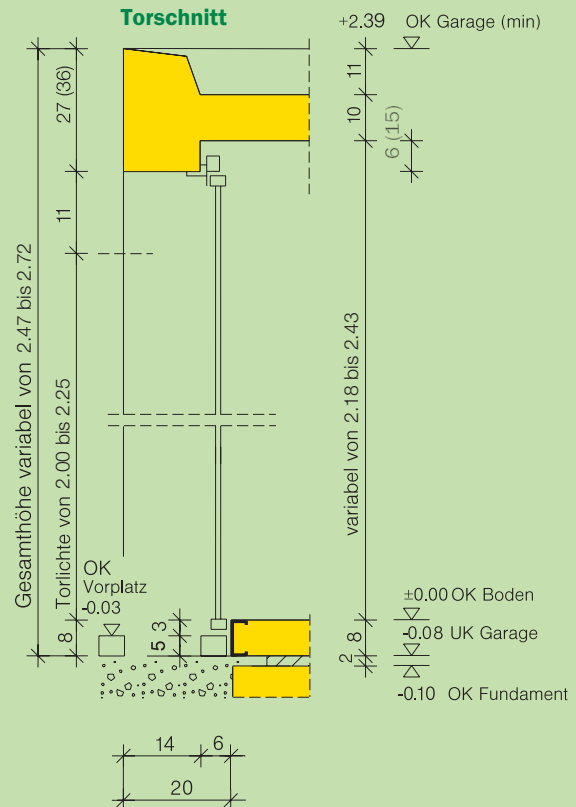 Torschnitt
+2.39 OK Garage (min)
27 (36)
11
10
6 (15)
11
Gesamthöhe variabel von 2.47 bis 2.72
Torlichte von 2.00 bis 2.25
variabel von 2.18 bis 2.43
OK
Vorplatz
-0.03
8
3
5
±0.00 OK Boden
8
-0.08 UK Garage
2
-0.10 OK Fundament
14
6
20